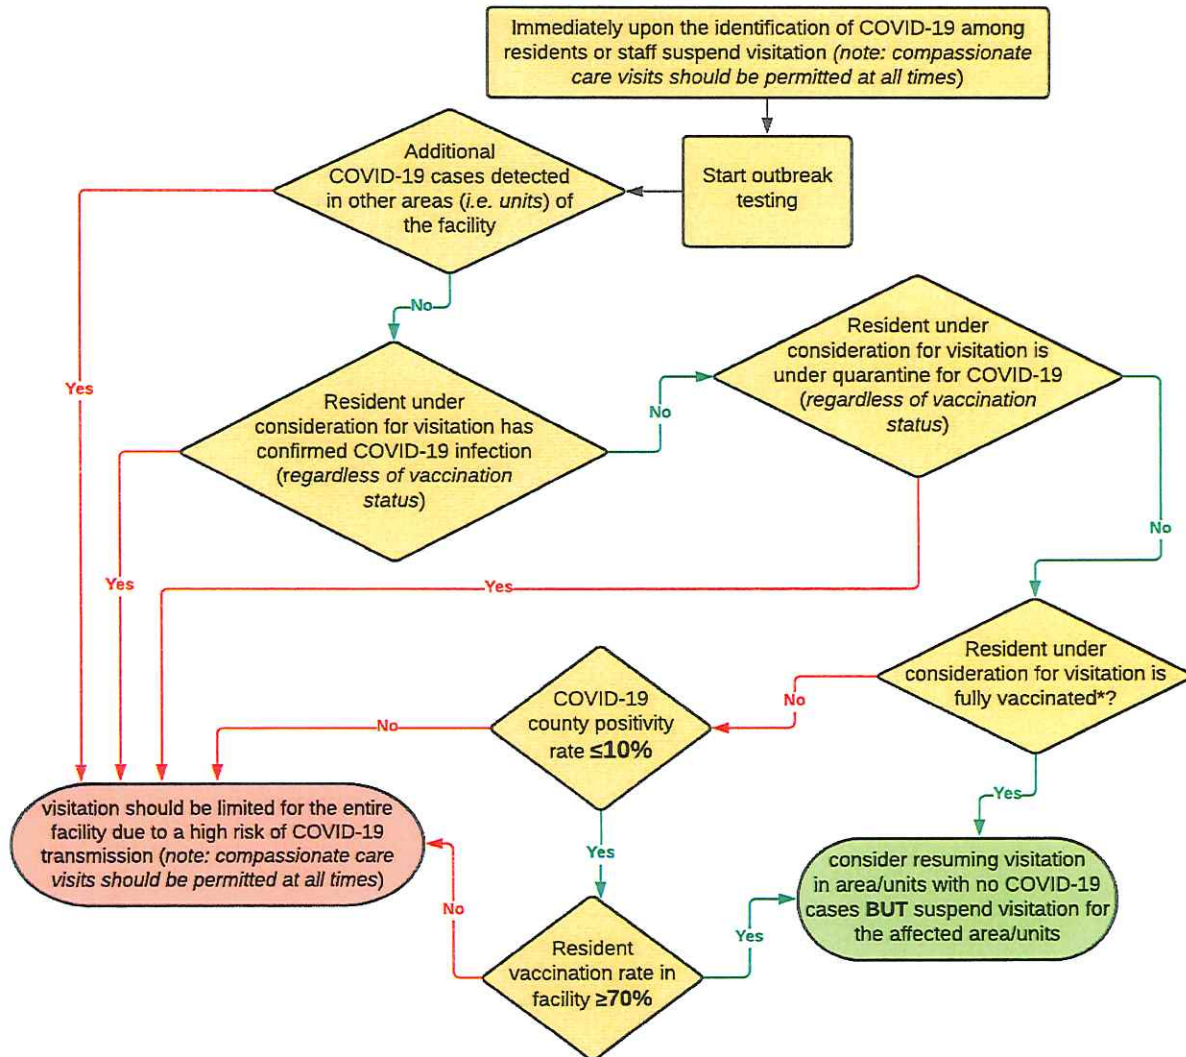 Immediately upon the identification of COVID-19 among
residents or staff suspend visitation (note: compassionate
care visits should be permitted at all times)
Start outbreak
testing
Additional
COVID-19 cases detected
in other areas (i.e. units) of
the facility
No
Yes
Resident under
consideration for visitation has
confirmed COVID-19 infection
(regardless of vaccination
status)
No
Yes
Resident under
consideration for visitation is
under quarantine for COVID-19
(regardless of vaccination
status)
No
Yes
Resident under
consideration for visitation is
fully vaccinated*?
No
Yes
COVID-19
county positivity
rate ≤10%
No
Yes
Resident
vaccination rate in
facility ≥70%
No
Yes
visitation should be limited for the entire
facility due to a high risk of COVID-19
transmission (note: compassionate care
visits should be permitted at all times)
consider resuming visitation
in area/units with no COVID-19
cases BUT suspend visitation for
the affected area/units